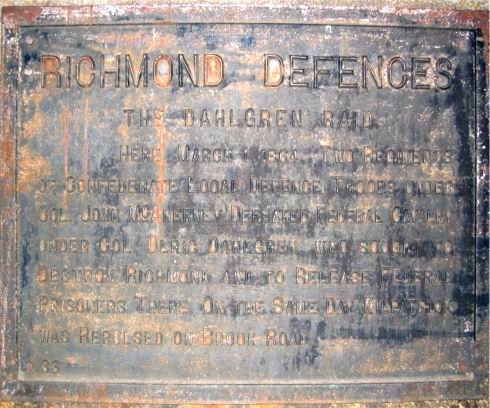 RICHMOND DEFENCES
THE DAHLGREN RAID
HERE, MARCH 1, 1864, TWO REGIMENTS
OF CONFEDERATE LOCAL DEFENCE TROOPS UNDER
COL. JOHN MCANERNEY DEFEATED FEDERAL CAVALRY
UNDER COL. ULRIC DAHLGREN, WHO SOUGHT TO
DESTROY RICHMOND AND TO RELEASE FEDERAL
PRISONERS THERE. ON THE SAME DAY KILPATRICK
WAS REPULSED ON BROOK ROAD.
33